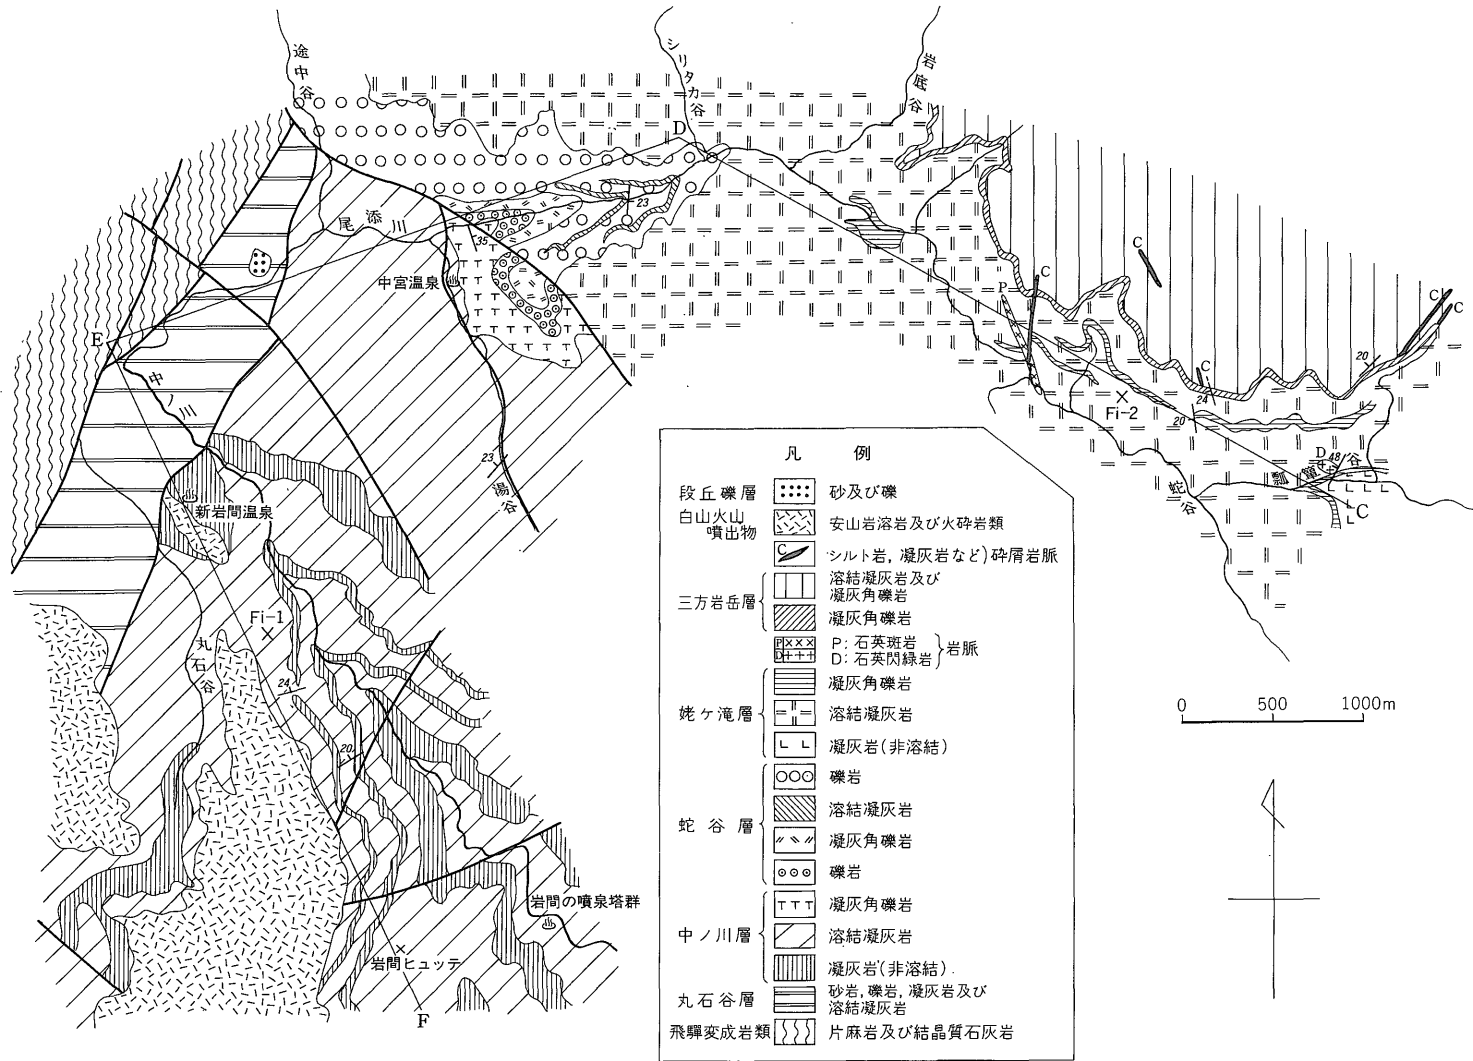 途中谷
シリタカ谷
岩底谷
D
尾添川
23
35
中宮温泉
E
中ノ川
C
C
P
C
C
20
C
24
Fi-2
20
D
48
瓢箪谷
C
蛇谷
23
湯谷
新岩間温泉
Fi-1
丸石谷
24
20
岩間の噴泉塔群
岩間ヒュッテ
F
凡例
段丘礫層 砂及び礫
白山火山噴出物 安山岩溶岩及び火砕岩類
C シルト岩，凝灰岩など)砕屑岩脈
三方岩岳層
溶結凝灰岩及び
凝灰角礫岩
凝灰角礫岩
P P: 石英斑岩
D D: 石英閃緑岩
岩脈
姥ケ滝層
凝灰角礫岩
溶結凝灰岩
凝灰岩(非溶結)
蛇谷層
礫岩
溶結凝灰岩
凝灰角礫岩
礫岩
中ノ川層
凝灰角礫岩
溶結凝灰岩
凝灰岩(非溶結)
丸石谷層
砂岩，礫岩，凝灰岩及び
溶結凝灰岩
飛驒変成岩類 片麻岩及び結晶質石灰岩
0 500 1000m